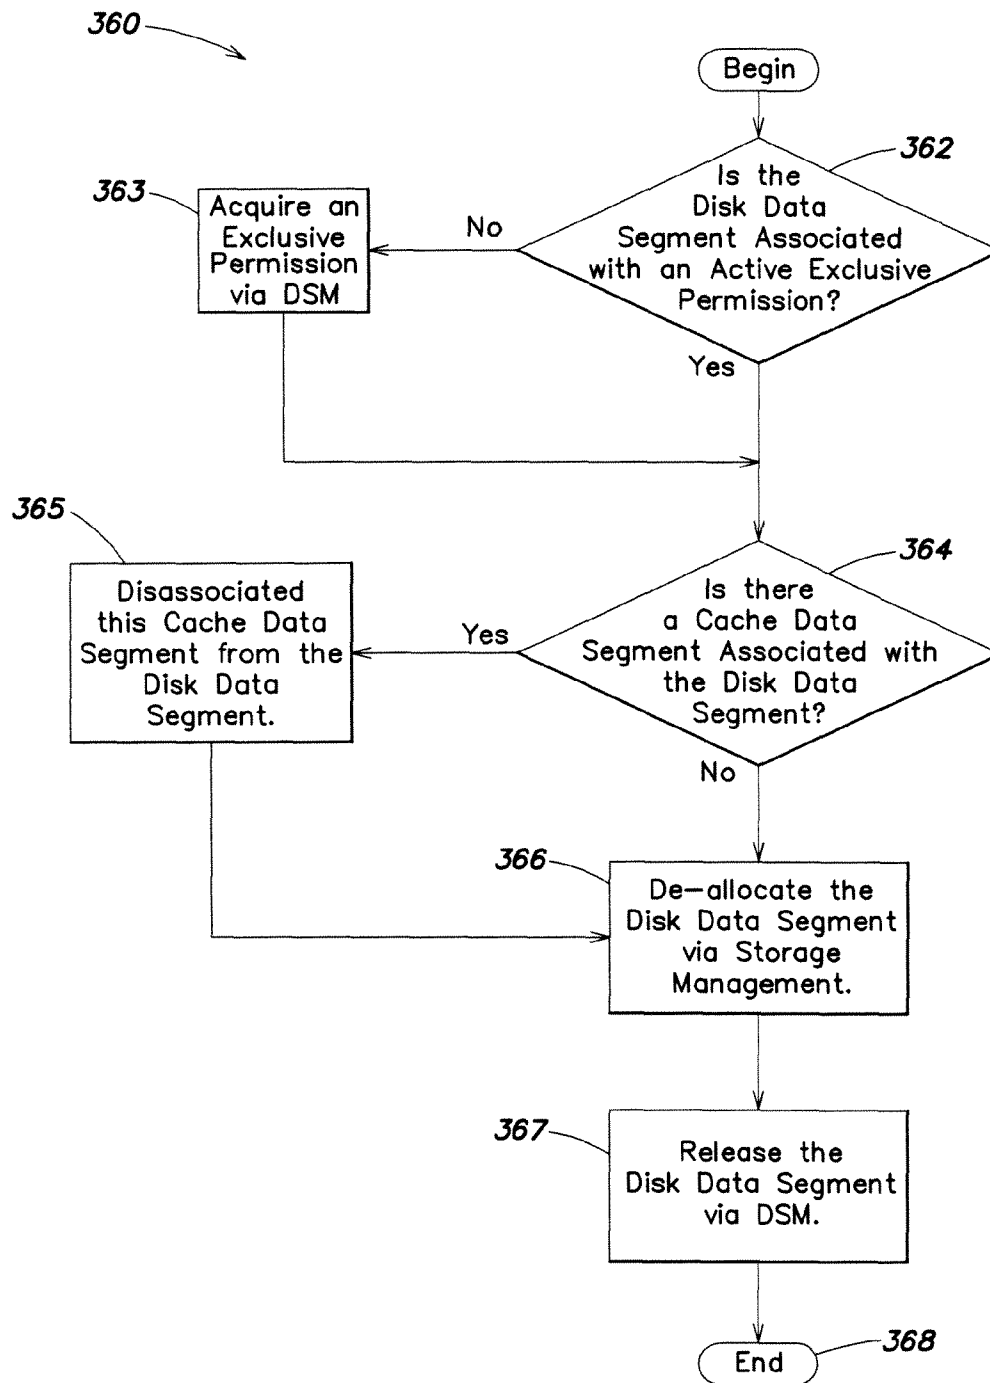 360
Begin
362
Is the
Disk Data
Segment Associated
with an Active Exclusive
Permission?
No
363
Acquire an
Exclusive
Permission
via DSM
Yes
364
Is there
a Cache Data
Segment Associated with
the Disk Data
Segment?
Yes
365
Disassociated
this Cache Data
Segment from the
Disk Data
Segment.
No
366
De-allocate the
Disk Data Segment
via Storage
Management.
367
Release the
Disk Data Segment
via DSM.
End
368